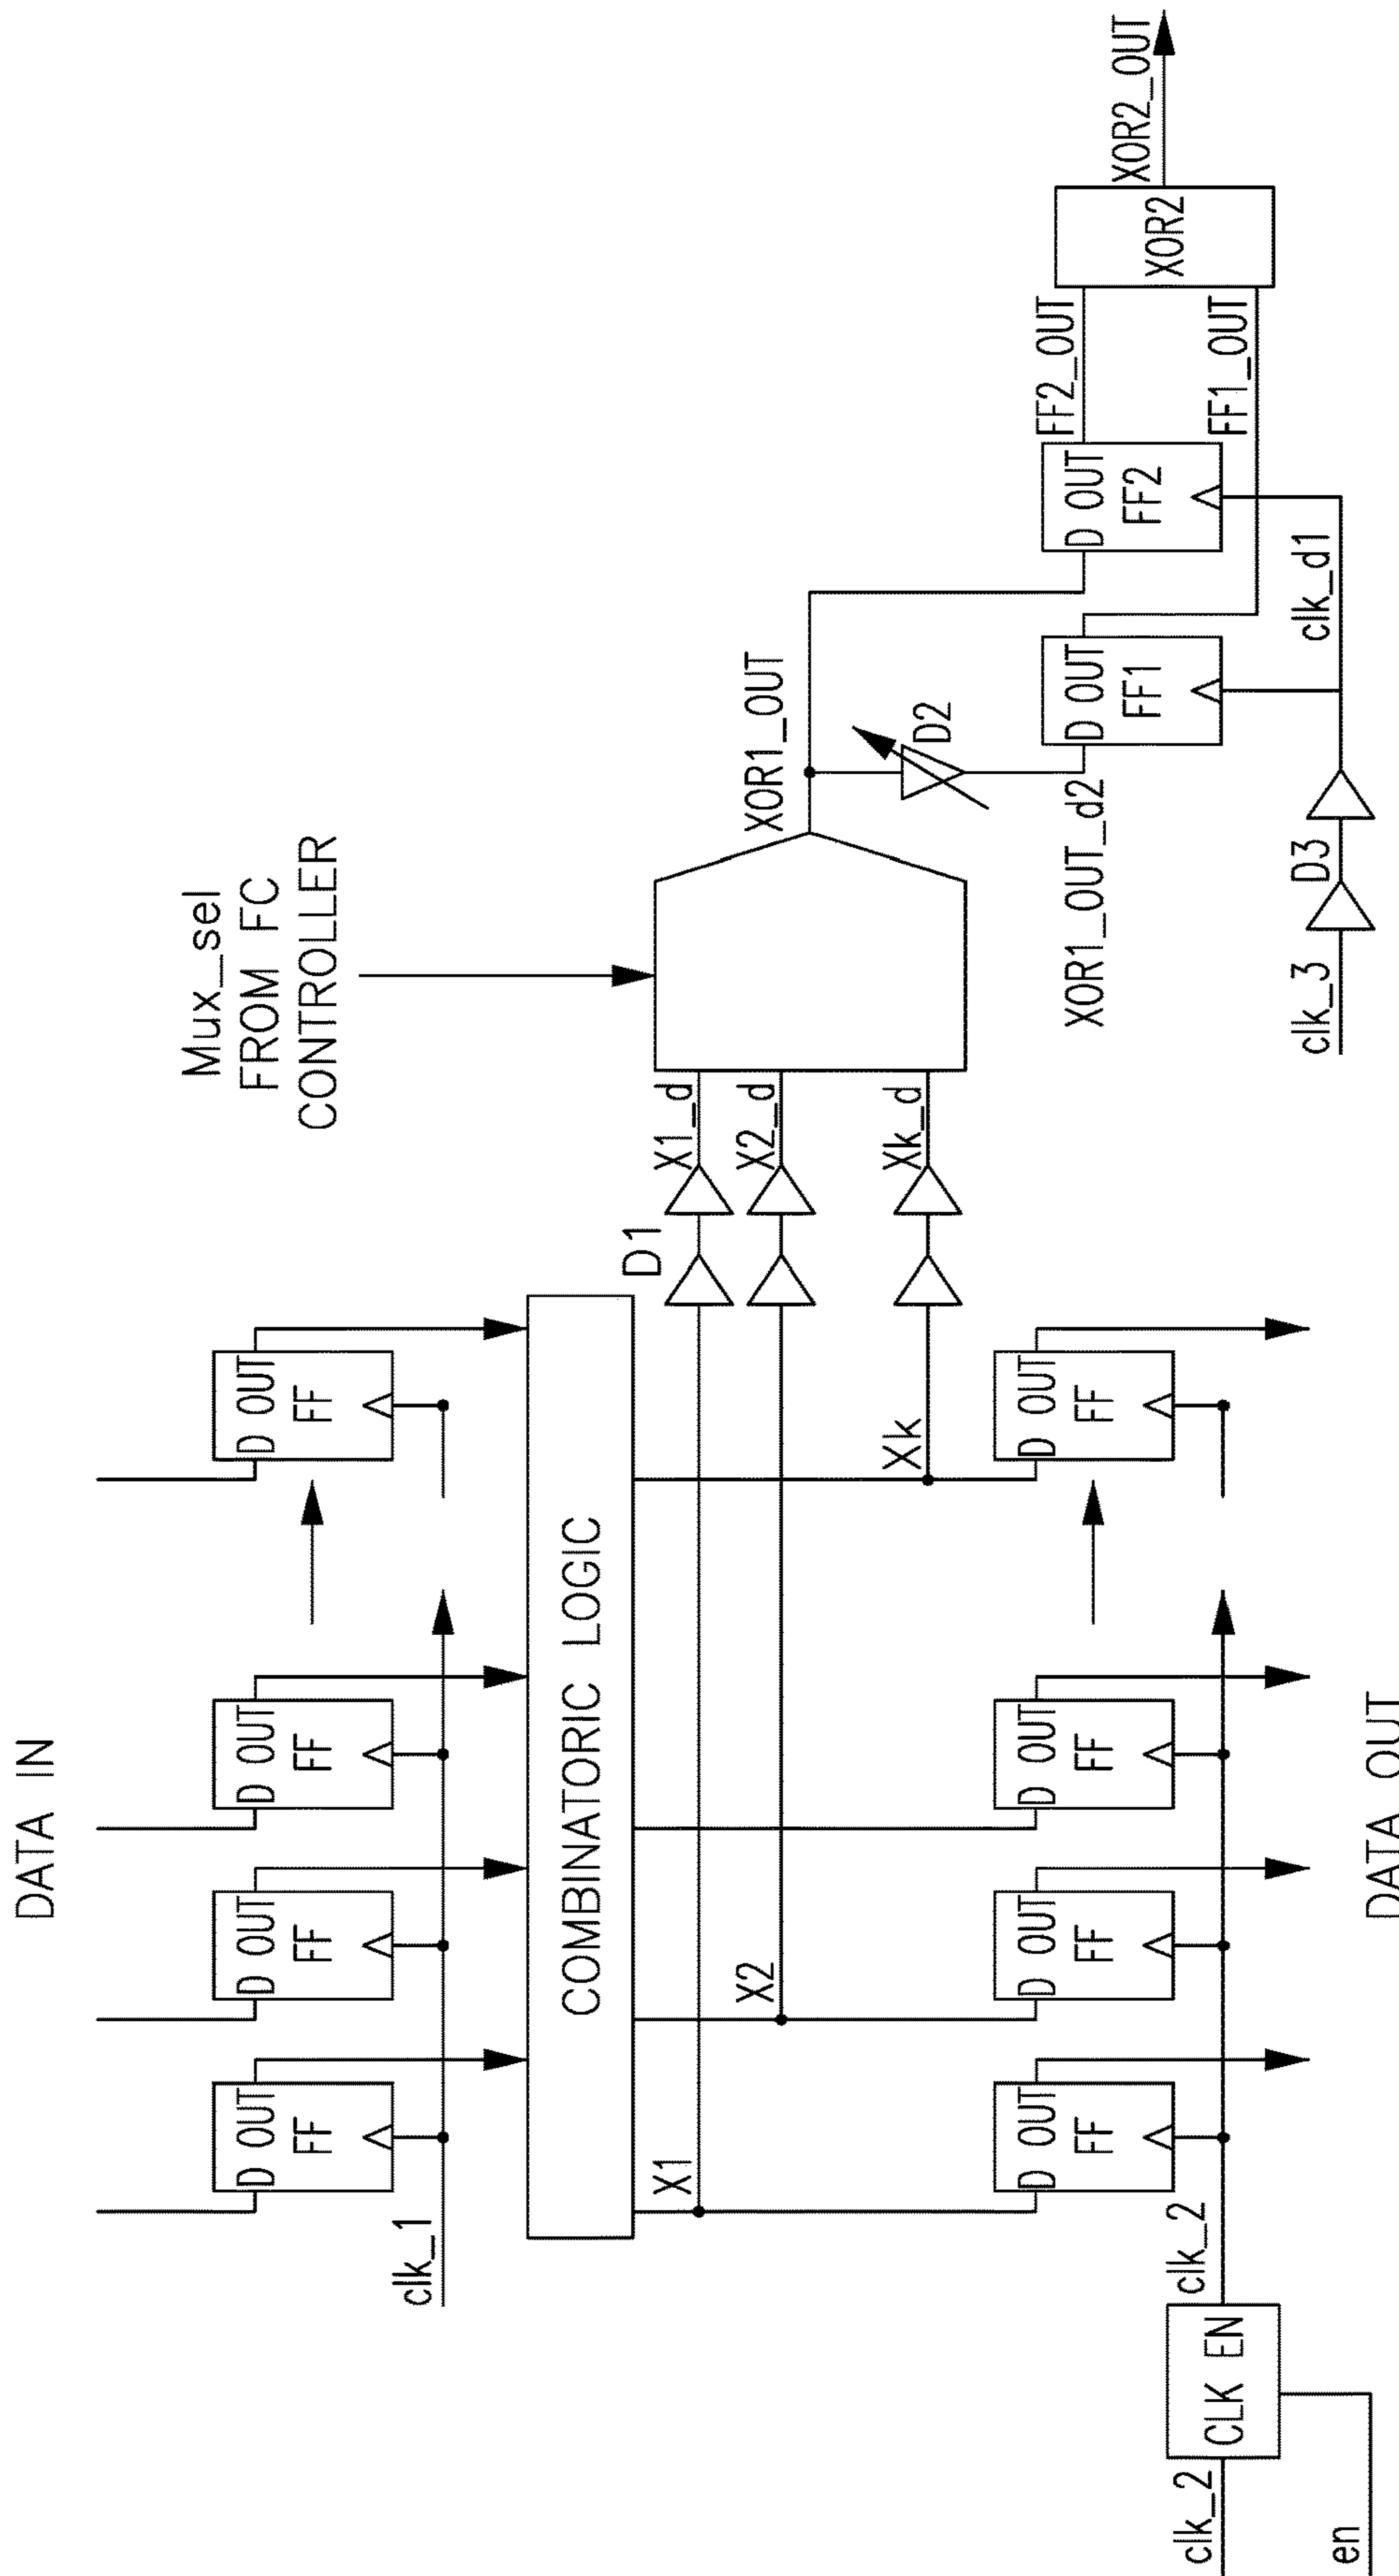 DATA IN
D OUT
FF
D OUT
FF
D OUT
FF
D OUT
FF
clk_1
COMBINATORIC LOGIC
Mux_sel
FROM FC
CONTROLLER
X1
X2
Xk
D1
X1_d
X2_d
Xk_d
XOR1_OUT
D2
XOR1_OUT_d2
D OUT
FF1
D OUT
FF2
FF2_OUT
FF1_OUT
XOR2
XOR2_OUT
clk_3
D3
clk_d1
D OUT
FF
D OUT
FF
D OUT
FF
D OUT
FF
clk_2
CLK EN
clk_2
en
DATA OUT